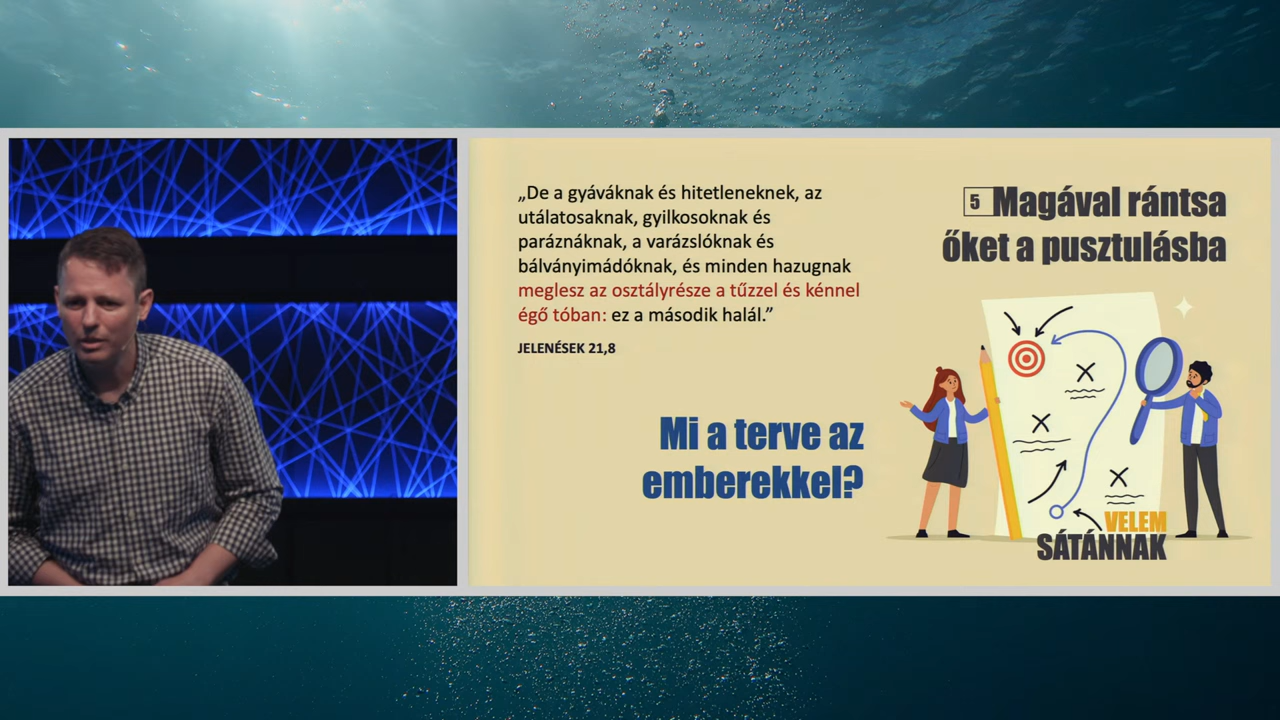 „De a gyáváknak és hitetleneknek, az
utálatosaknak, gyilkosoknak és
paráznáknak, a varázslóknak és
bálványimádóknak, és minden hazugnak
meglesz az osztályrésze a tűzzel és kénnel
égő tóban: ez a második halál.”
JELENÉSEK 21,8
5 Magával rántsa
őket a pusztulásba
Mi a terve az
emberekkel?
VELEM
SÁTÁNNAK